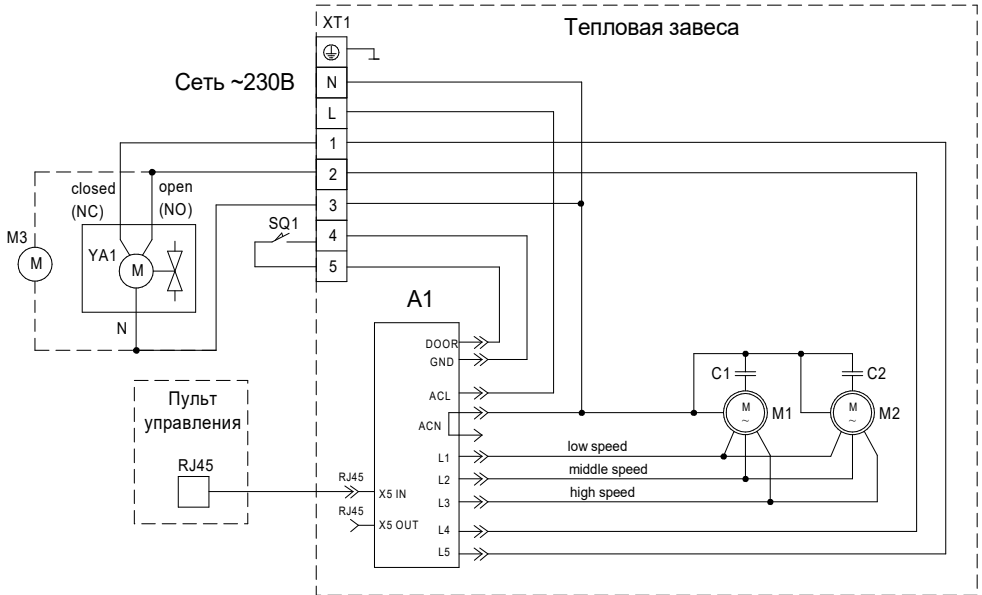 XT1
Тепловая завеса
Сеть ~230В
N
L
1
2
3
4
5
closed
(NC)
open
(NO)
SQ1
M3
M
YA1
M
N
A1
DOOR
GND
ACL
ACN
L1
L2
L3
L4
L5
low speed
middle speed
high speed
C1
C2
M
~
M1
M
~
M2
Пульт
управления
RJ45
RJ45
X5 IN
RJ45
X5 OUT